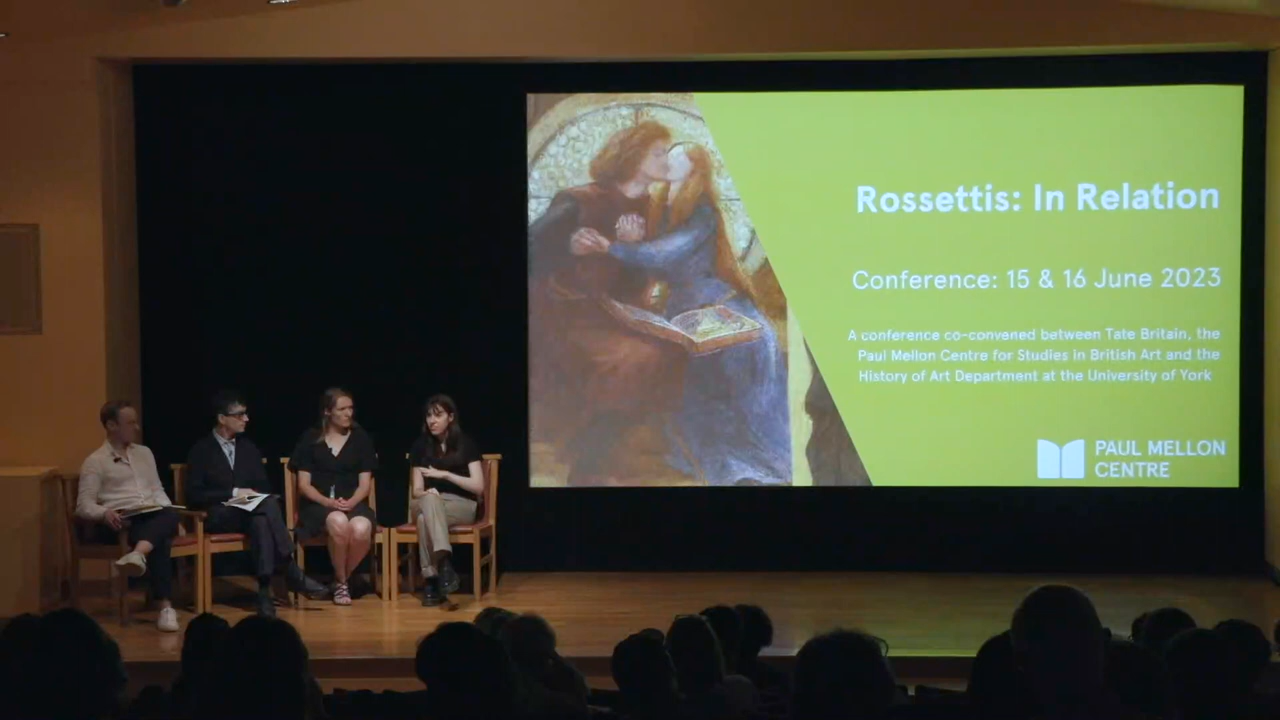 Rossettis: In Relation
Conference: 15 & 16 June 2023
A conference co-convened between Tate Britain, the
Paul Mellon Centre for Studies in British Art and the
History of Art Department at the University of York
PAUL MELLON
CENTRE